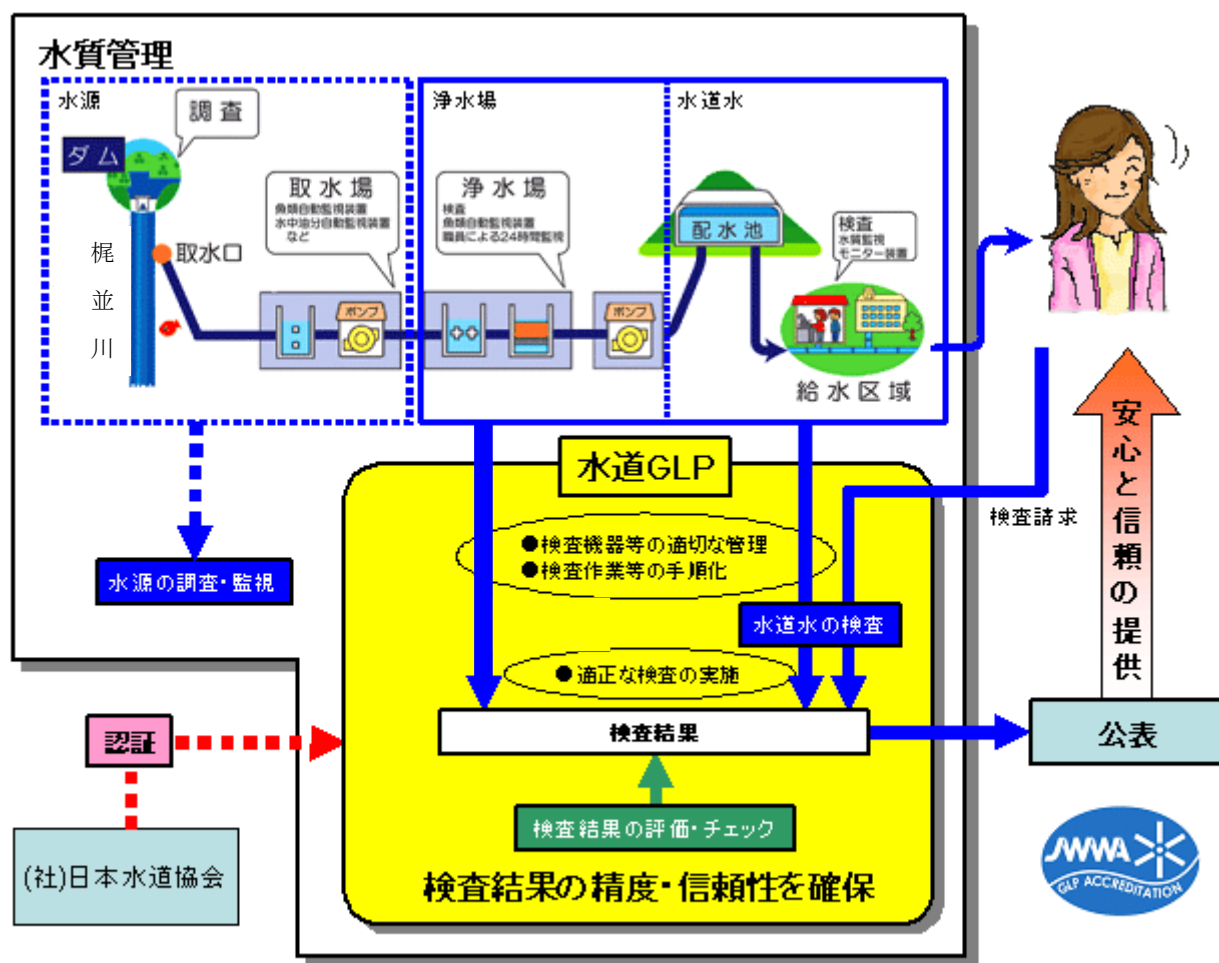 水質管理
水源
調査
ダム
取水場
魚類自動監視装置
水中油分自動監視装置
など
取水口
梶並川
ポンプ
浄水場
浄水場
検査
魚類自動監視装置
職員による24時間監視
ポンプ
水道水
配水池
検査
水質監視
モニター装置
給水区域
水源の調査・監視
水道GLP
●検査機器等の適切な管理
●検査作業等の手順化
水道水の検査
●適正な検査の実施
検査結果
検査結果の評価・チェック
検査結果の精度・信頼性を確保
検査請求
安心と信頼の提供
公表
認証
(社)日本水道協会
JWWA
GLP ACCREDITATION